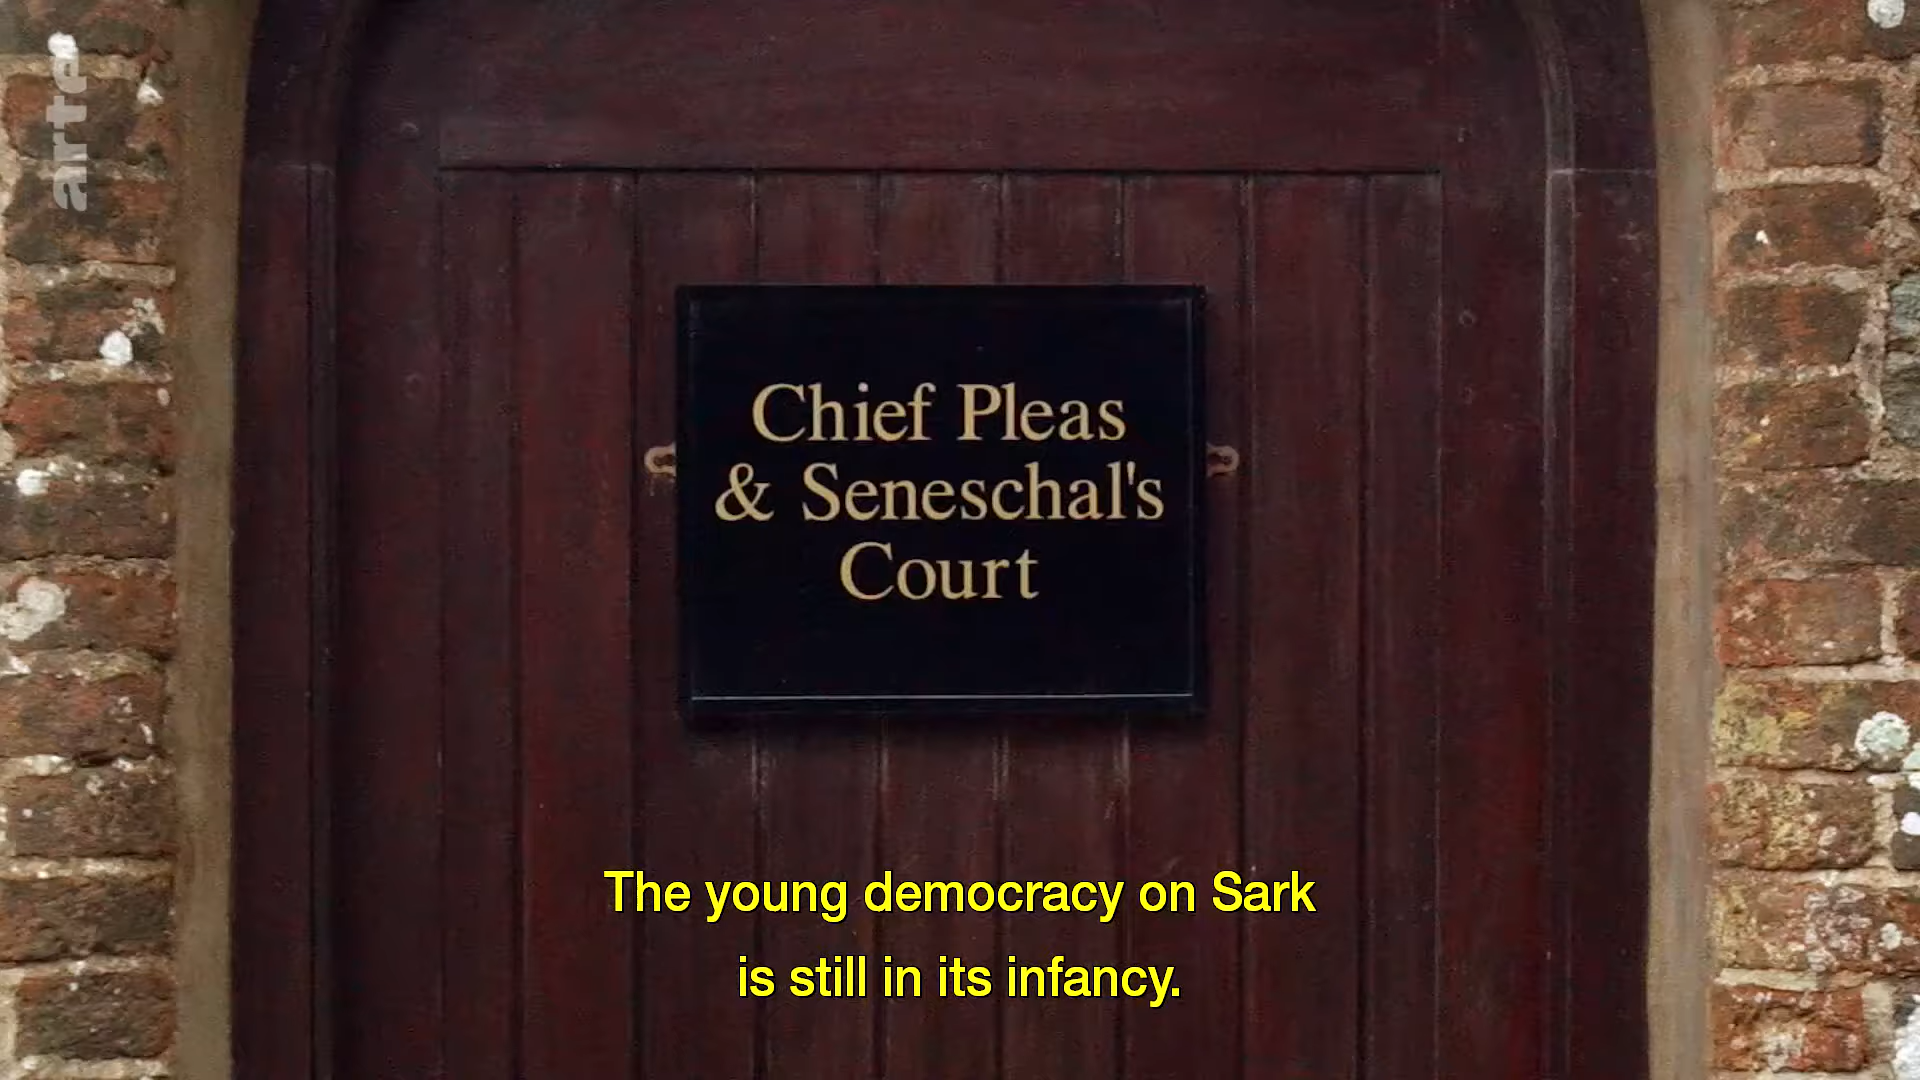 arte
Chief Pleas
& Seneschal's
Court
The young democracy on Sark
is still in its infancy.